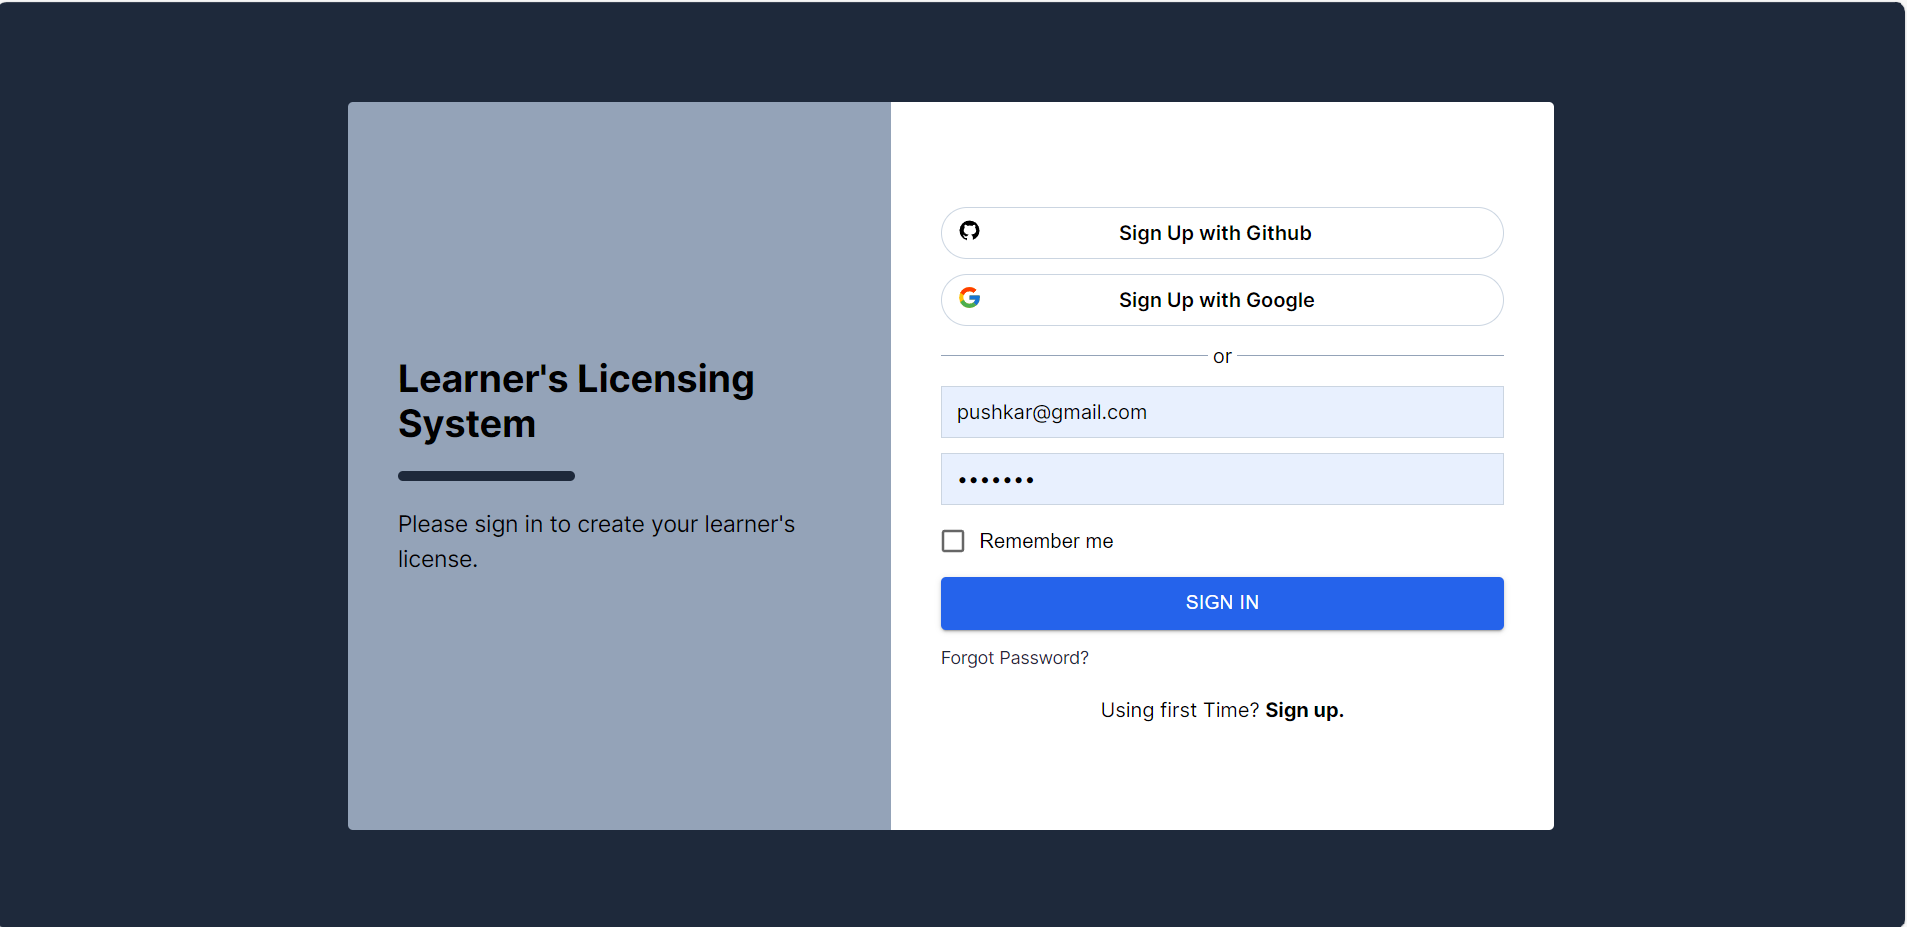 Learner's Licensing
System
Please sign in to create your learner's
license.
Sign Up with Github
Sign Up with Google
or
pushkar@gmail.com
•••••••
Remember me
SIGN IN
Forgot Password?
Using first Time? Sign up.